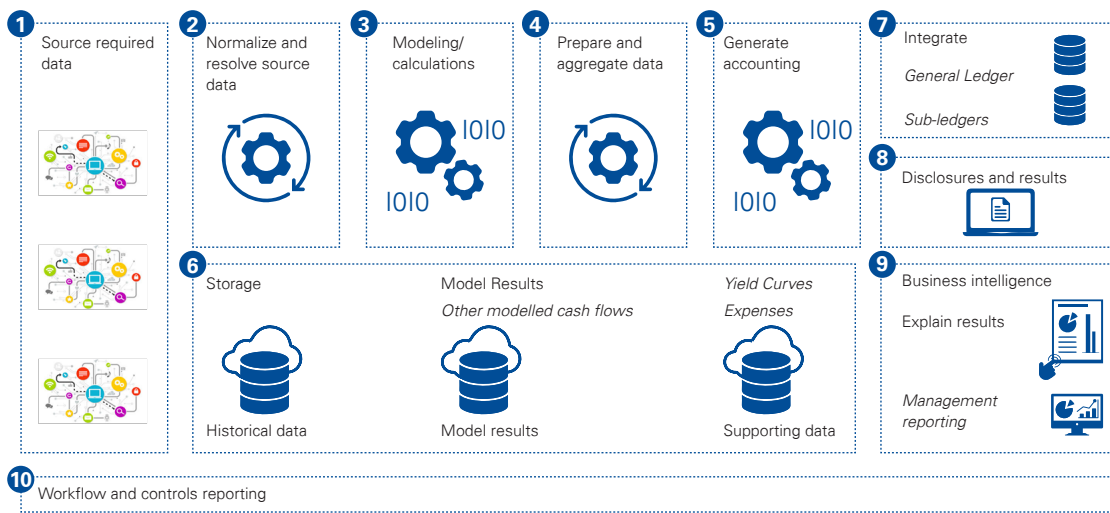 1
Source required
data
2
Normalize and
resolve source
data
3
Modeling/
calculations
IOIO
IOIO
4
Prepare and
aggregate data
5
Generate
accounting
IOIO
IOIO
6
Storage
Historical data
Model Results
Other modelled cash flows
Model results
Yield Curves
Expenses
Supporting data
7
Integrate
General Ledger
Sub-ledgers
8
Disclosures and results
9
Business intelligence
Explain results
Management
reporting
10
Workflow and controls reporting